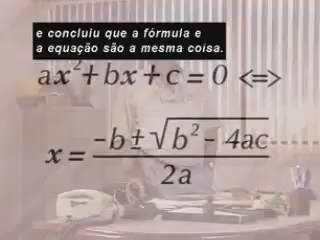 e concluiu que a fórmula e
a equação são a mesma coisa.
ax²+bx+c=0 <=>
x = (-b±√(b²-4ac))/(2a)